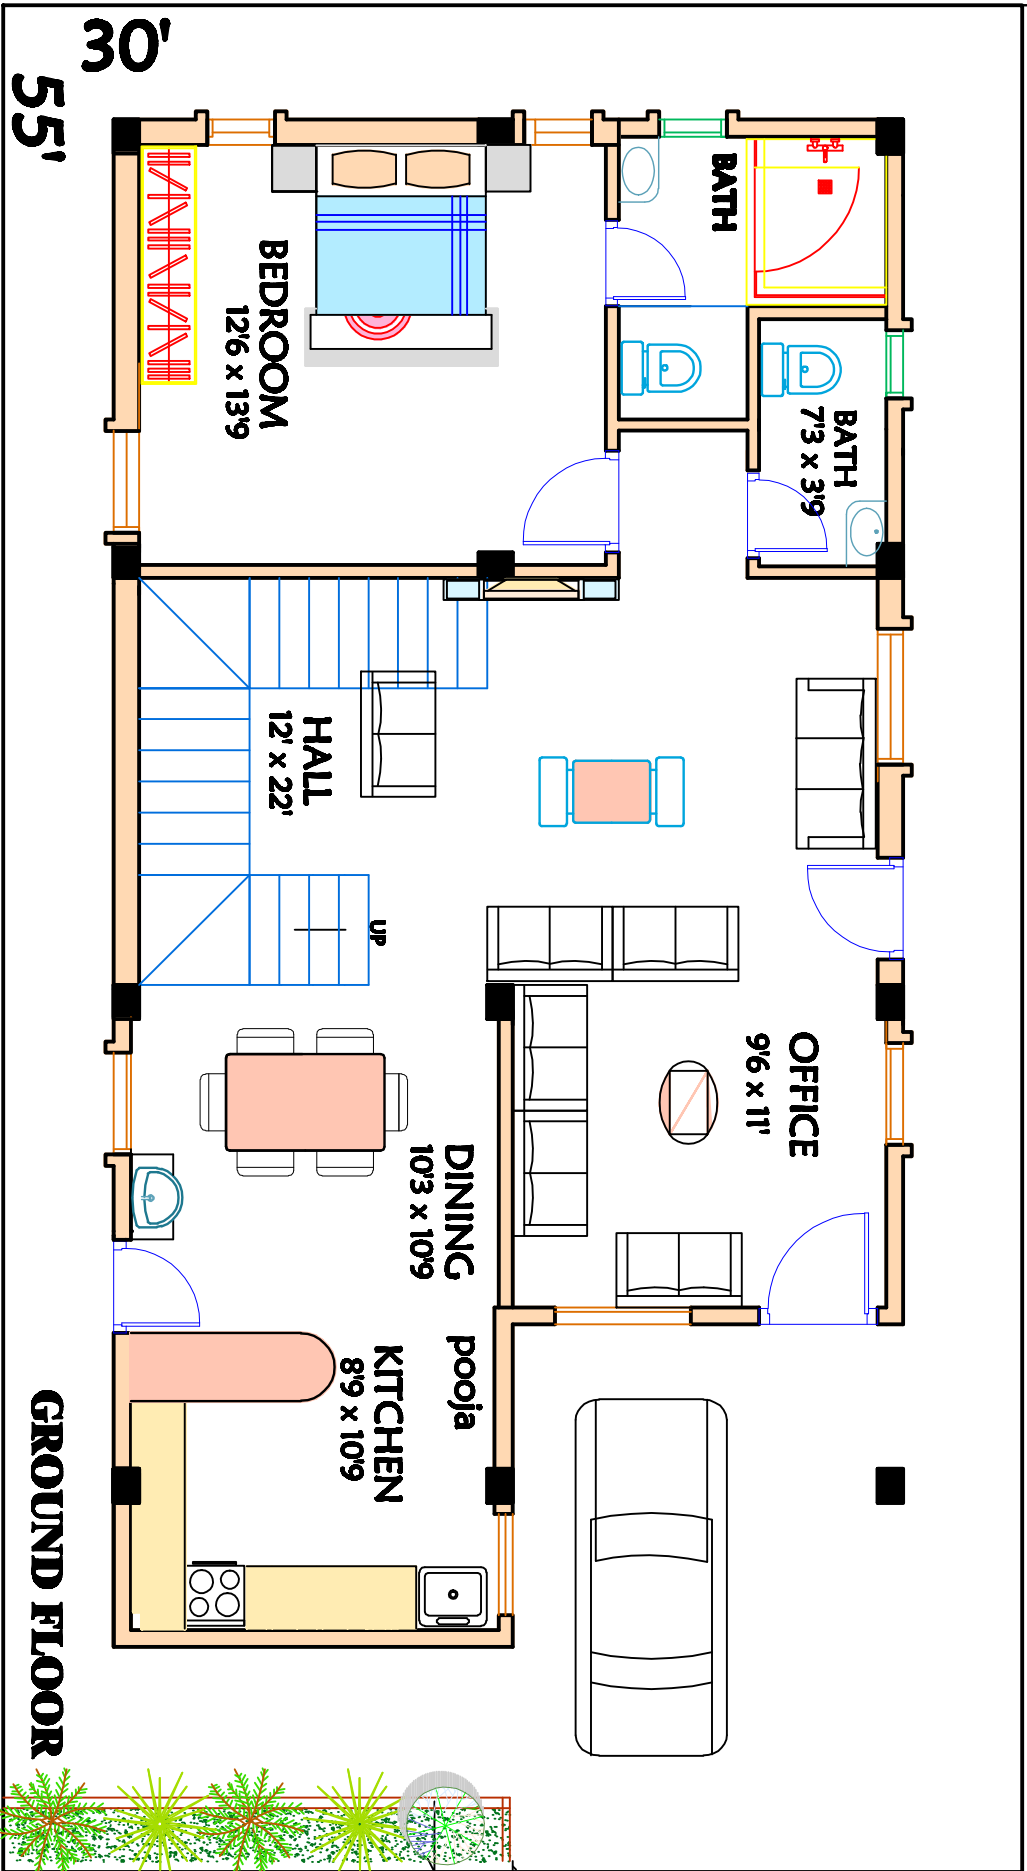 30'
55'
BATH
BEDROOM
12'6 x 13'9
BATH
7'3 x 3'9
HALL
12' x 22'
UP
OFFICE
9'6 x 11'
DINING
10'3 x 10'9
pooja
KITCHEN
8'9 x 10'9
GROUND FLOOR